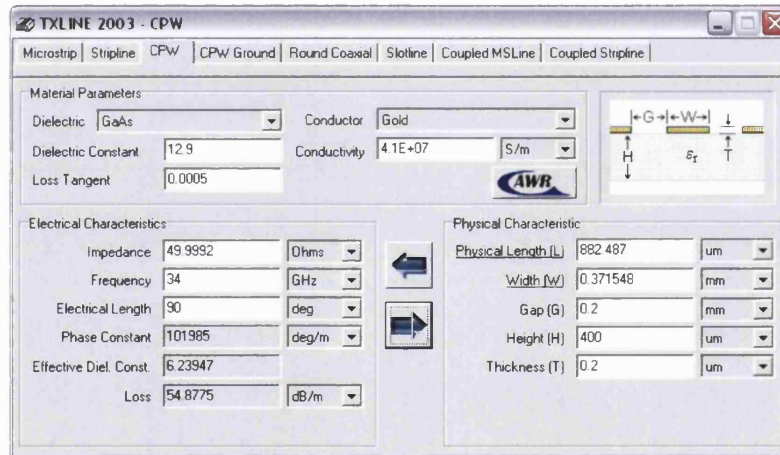 TXLINE 2003 - CPW
Microstrip Stripline CPW CPW Ground Round Coaxial Slotline Coupled MSLine Coupled Stripline
Material Parameters
Dielectric GaAs Conductor Gold
Dielectric Constant 12.9 Conductivity 4.1E+07 S/m
Loss Tangent 0.0005 AWR
G W
H εr T
Electrical Characteristics
Impedance 49.9992 Ohms
Frequency 34 GHz
Electrical Length 90 deg
Phase Constant 101985 deg/m
Effective Diel. Const. 6.23947
Loss 54.8775 dB/m
Physical Characteristic
Physical Length (L) 882.487 um
Width (W) 0.371548 mm
Gap (G) 0.2 mm
Height (H) 400 um
Thickness (T) 0.2 um